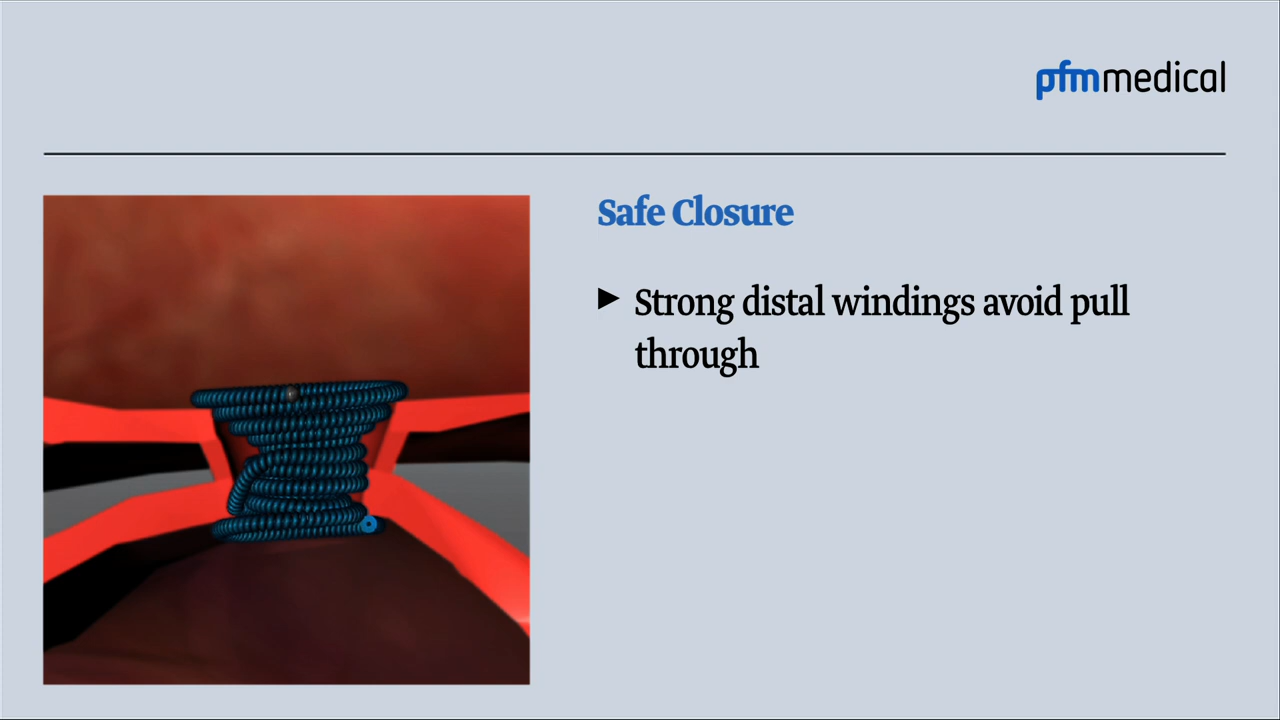 pfmmedical
Safe Closure
► Strong distal windings avoid pull
through